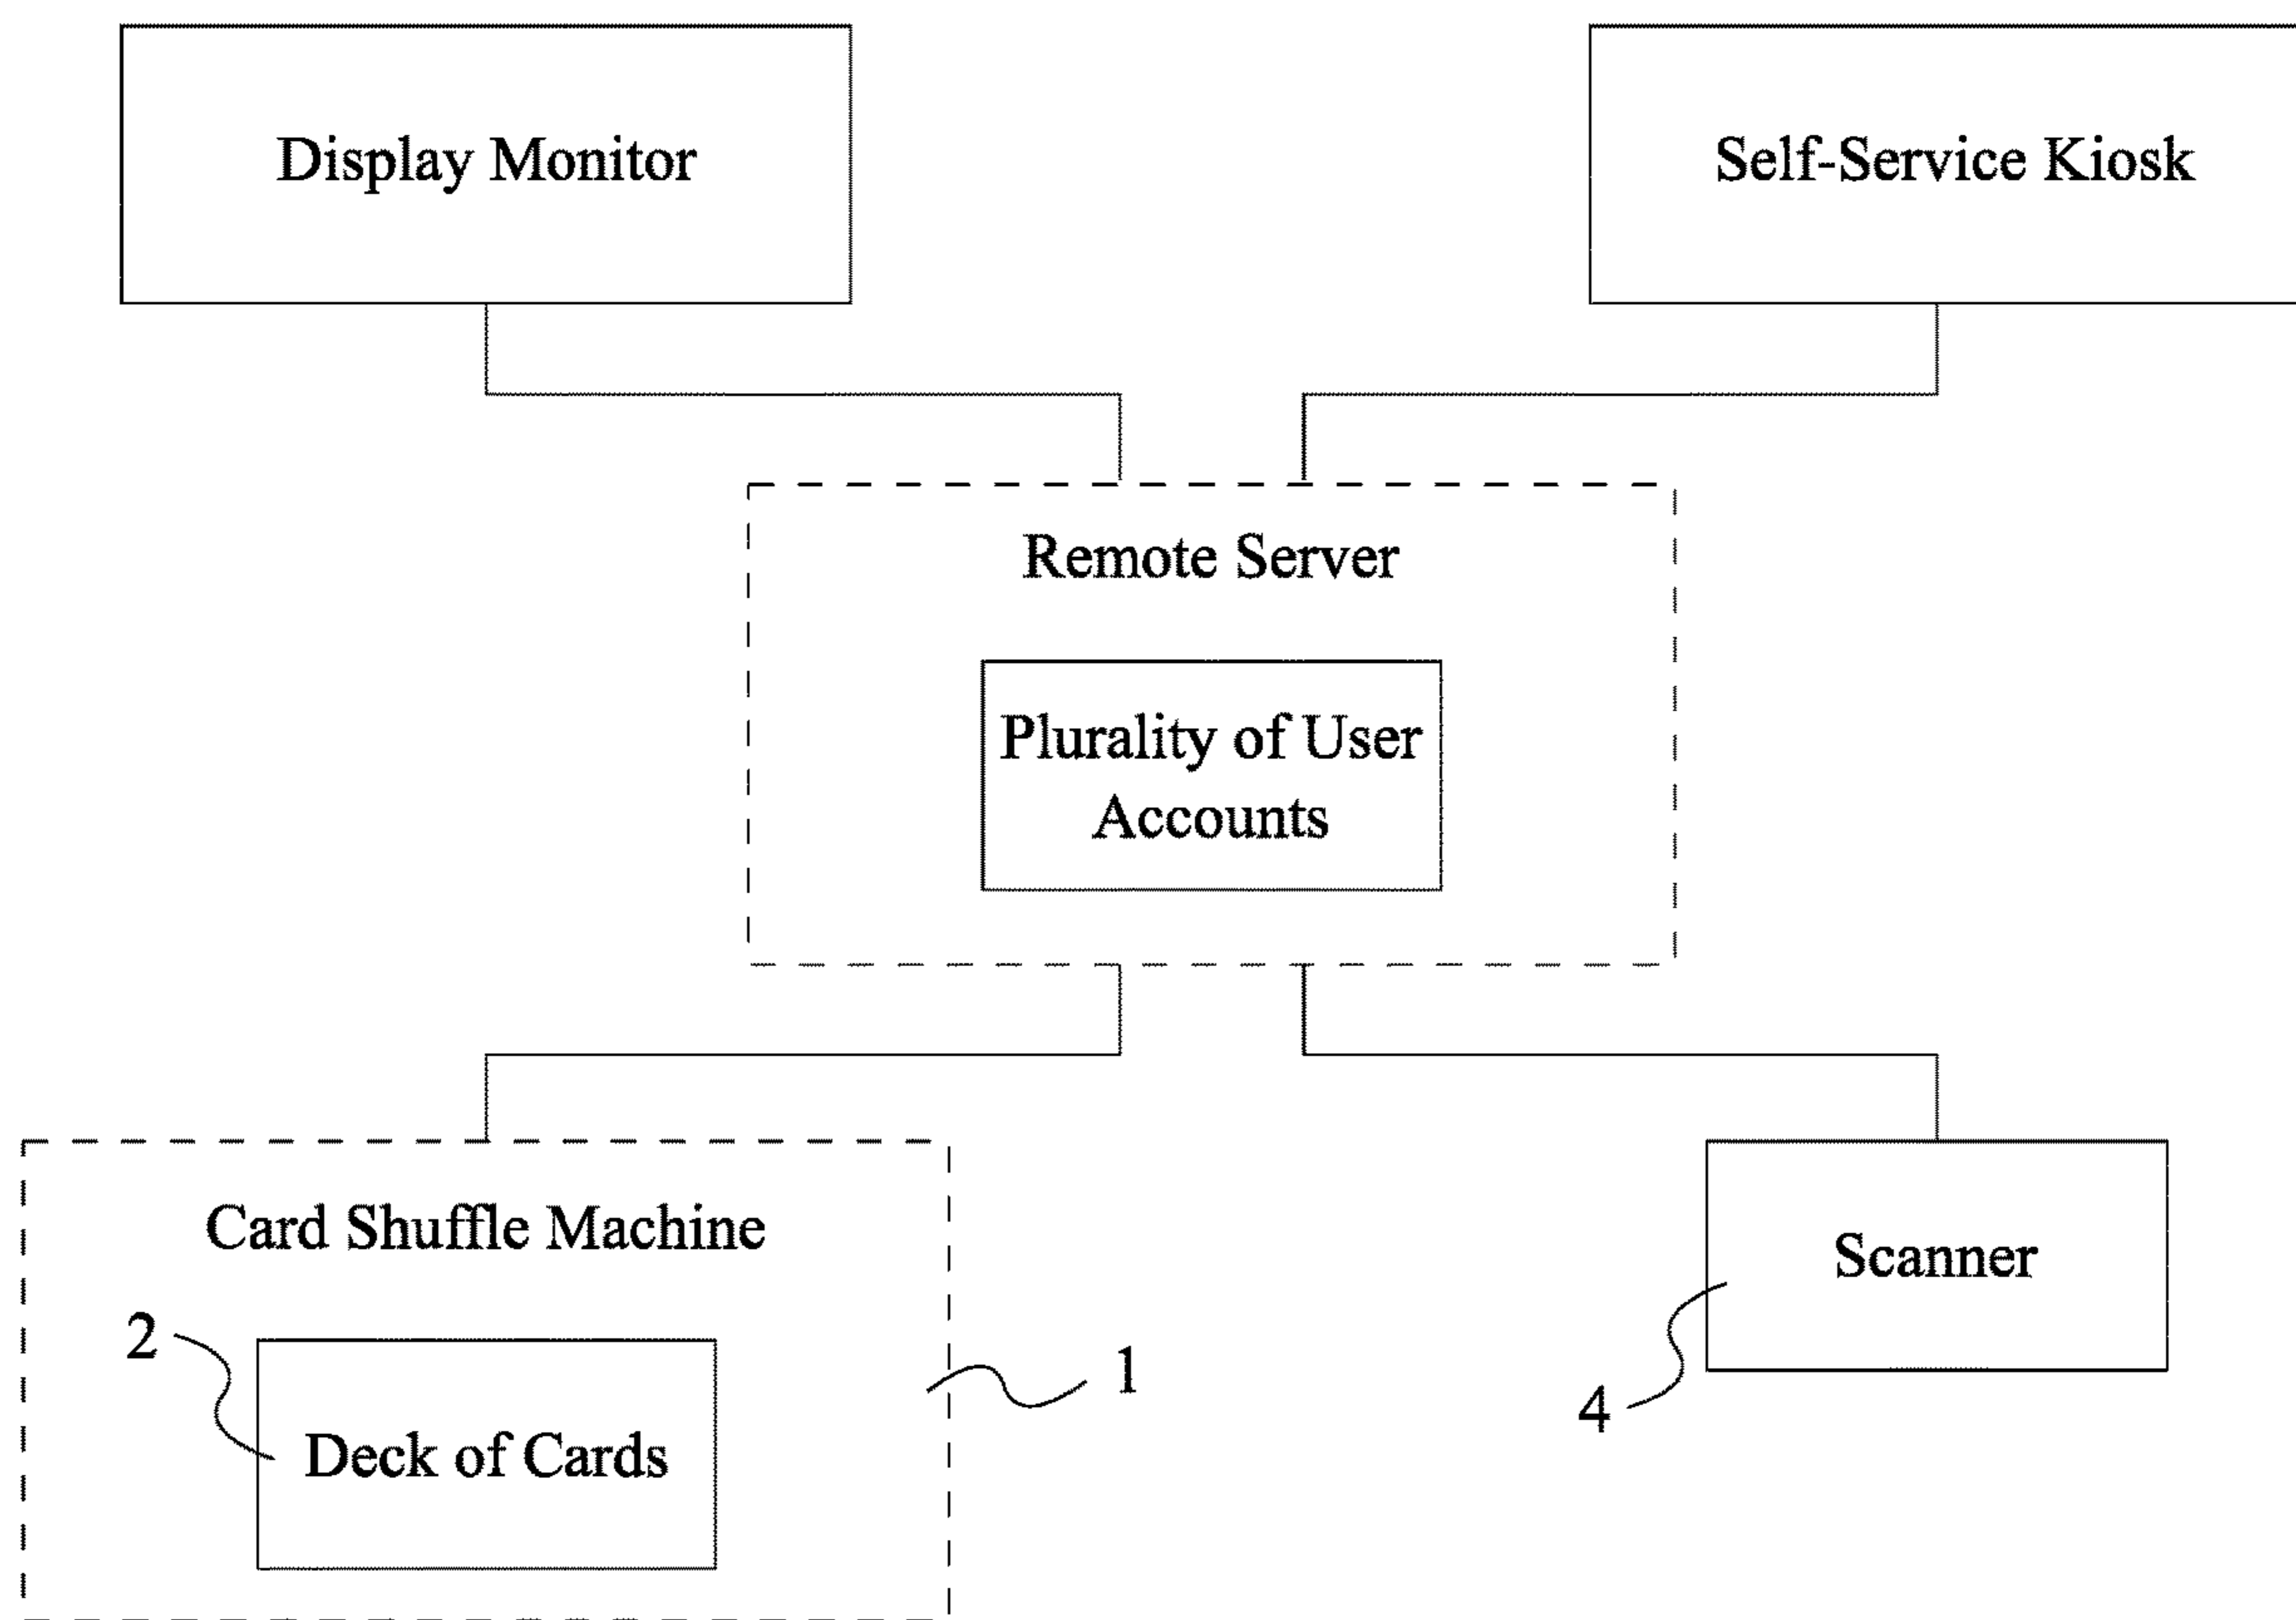 Display Monitor
Self-Service Kiosk
Remote Server
Plurality of User
Accounts
Card Shuffle Machine
Scanner
2
1
4
Deck of Cards